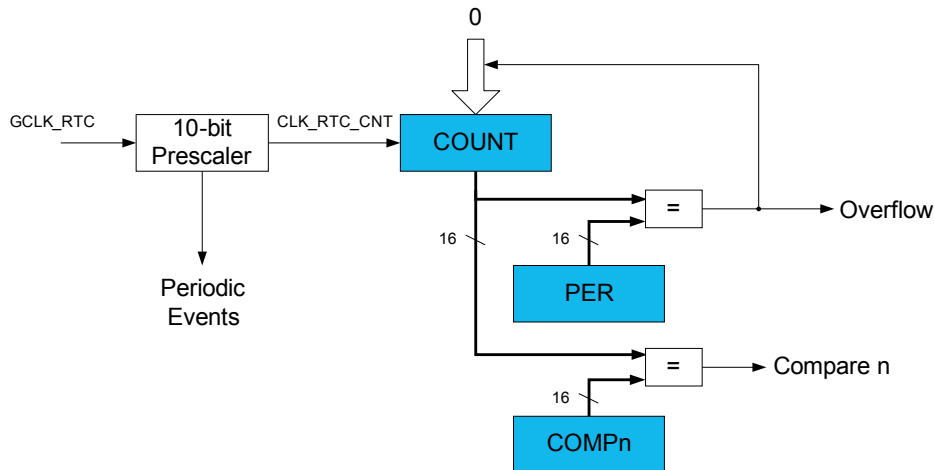 0
GCLK_RTC
10-bit
Prescaler
CLK_RTC_CNT
COUNT
=
Overflow
16
16
Periodic
Events
PER
=
Compare n
16
COMPn